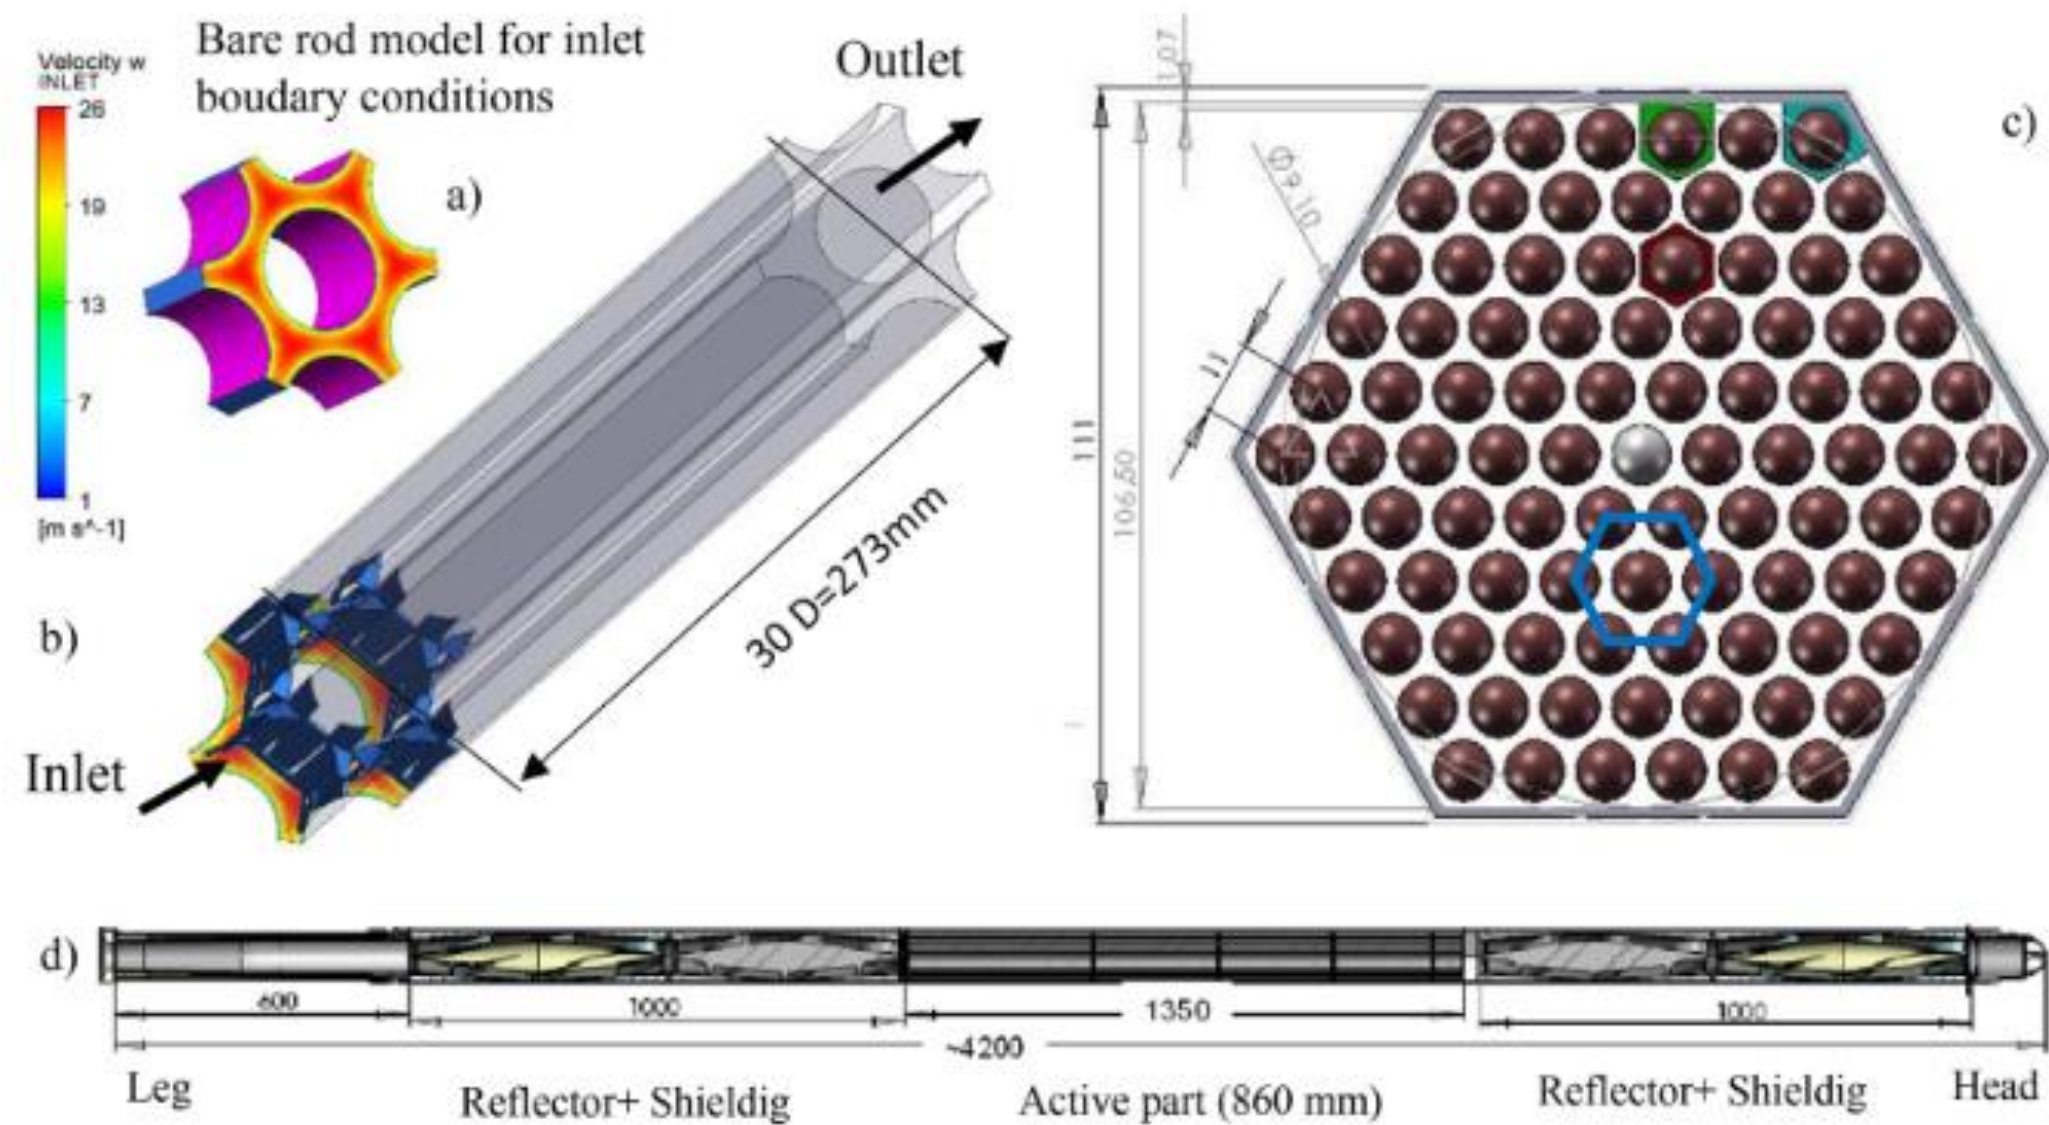 Velocity w
INLET
26
19
13
7
1
[m s^-1]
Bare rod model for inlet
boudary conditions
a)
Outlet
30 D=273mm
b)
Inlet
c)
1.07
Ø9.10
11
111
106,50
d)
600
1000
1350
1000
~4200
Leg
Reflector+ Shieldig
Active part (860 mm)
Reflector+ Shieldig
Head